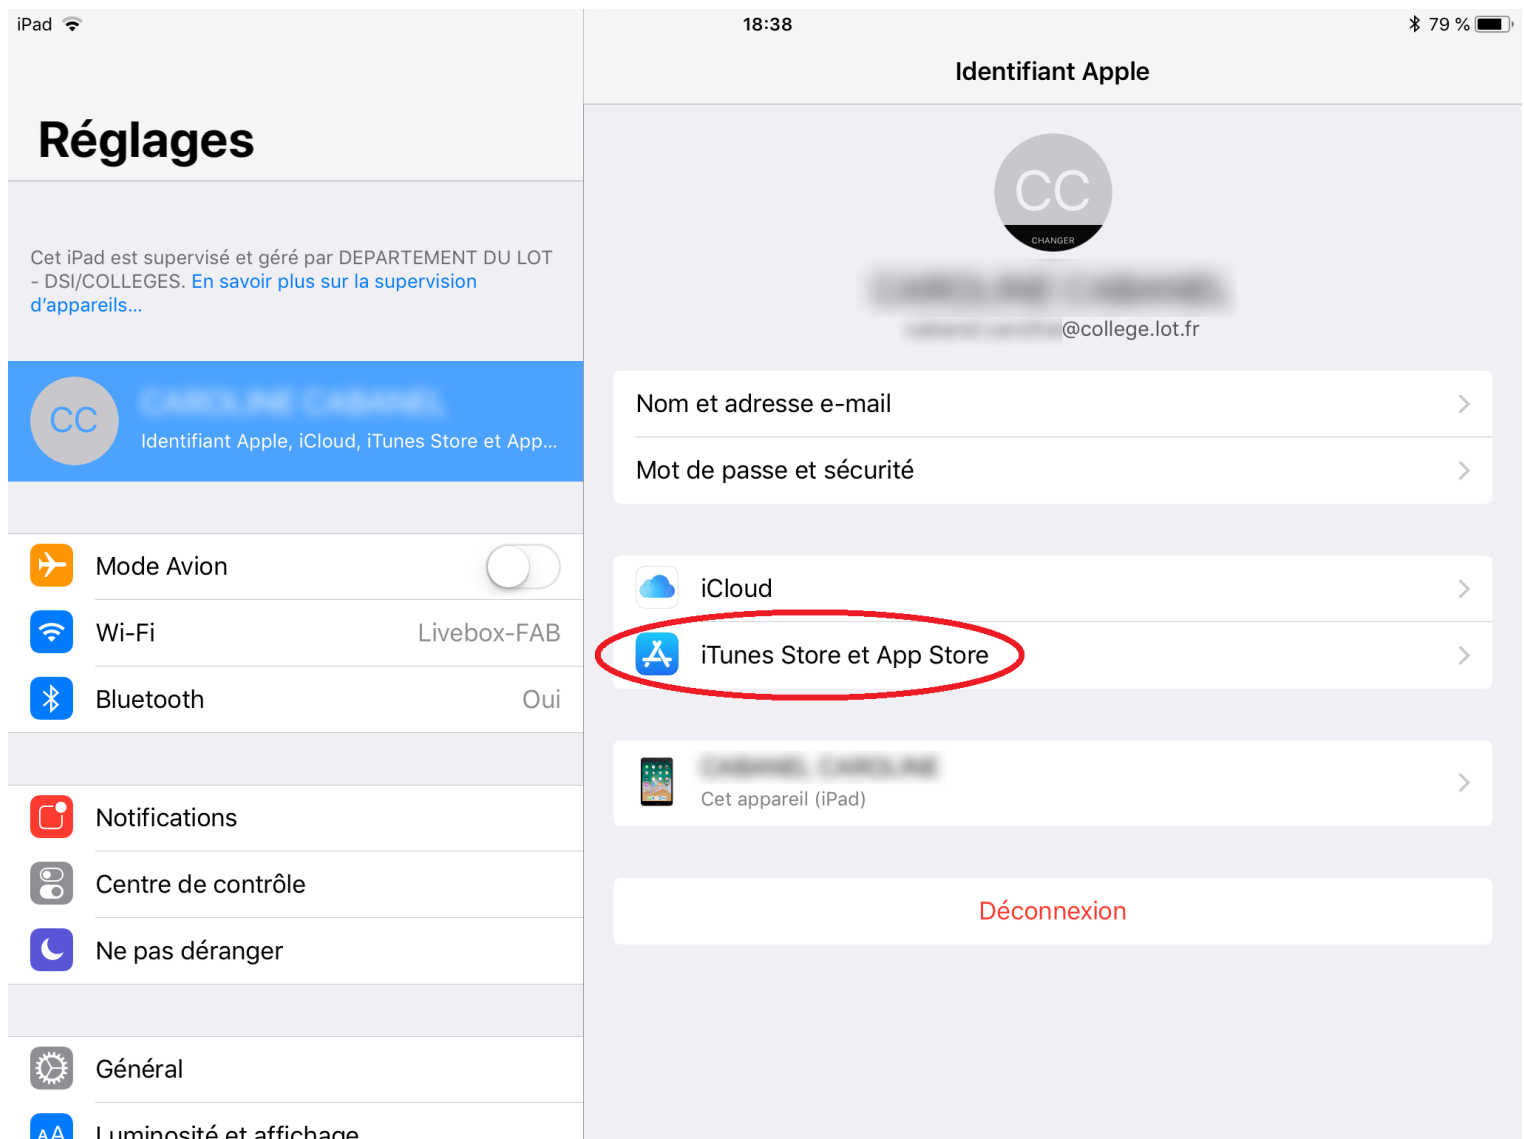 iPad
18:38
79 %
Réglages
Cet iPad est supervisé et géré par DEPARTEMENT DU LOT
- DSI/COLLEGES. En savoir plus sur la supervision
d'appareils...
CC
Identifiant Apple, iCloud, iTunes Store et App...
Mode Avion
Wi-Fi
Livebox-FAB
Bluetooth
Oui
Notifications
Centre de contrôle
Ne pas déranger
Général
AA
Luminosité et affichage
Identifiant Apple
CC
CHANGER
@college.lot.fr
Nom et adresse e-mail
Mot de passe et sécurité
iCloud
iTunes Store et App Store
Cet appareil (iPad)
Déconnexion